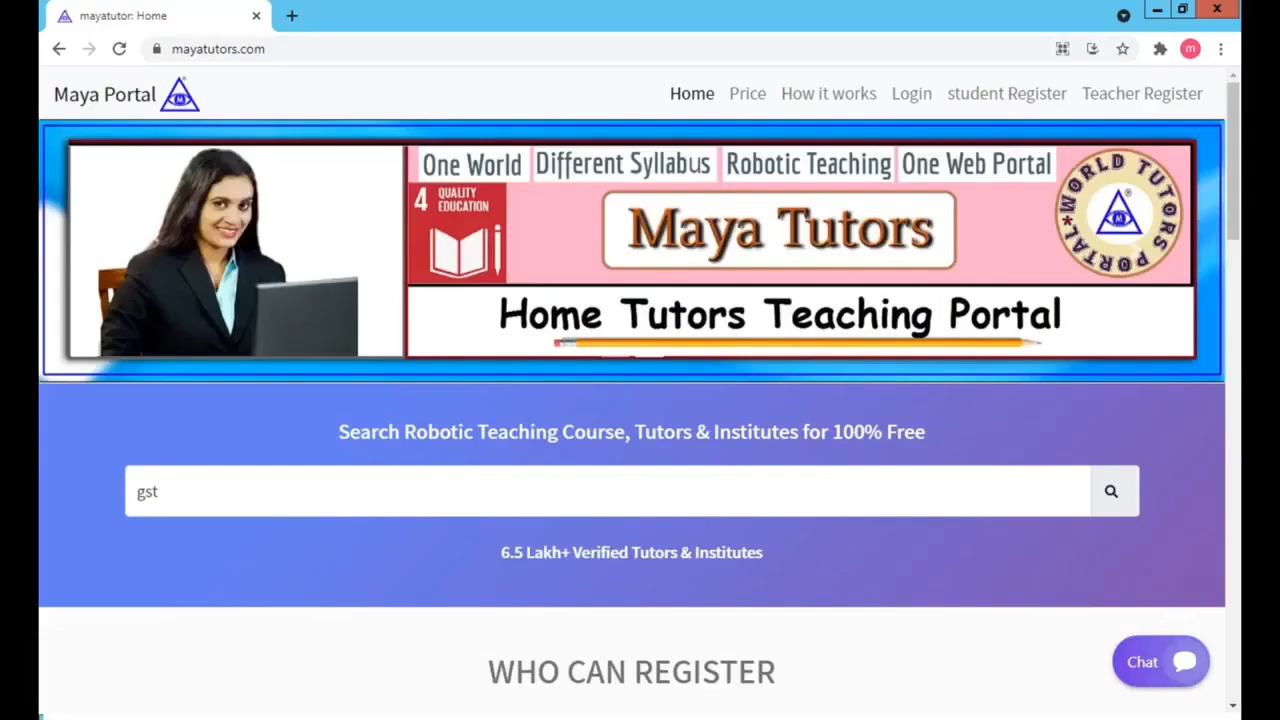 mayatutor: Home
mayatutors.com
m
Maya Portal
Home Price How it works Login student Register Teacher Register
One World Different Syllabus Robotic Teaching One Web Portal
4 QUALITY EDUCATION
Maya Tutors
WORLD TUTORS PORTAL
M
Home Tutors Teaching Portal
Search Robotic Teaching Course, Tutors & Institutes for 100% Free
gst
6.5 Lakh+ Verified Tutors & Institutes
WHO CAN REGISTER
Chat